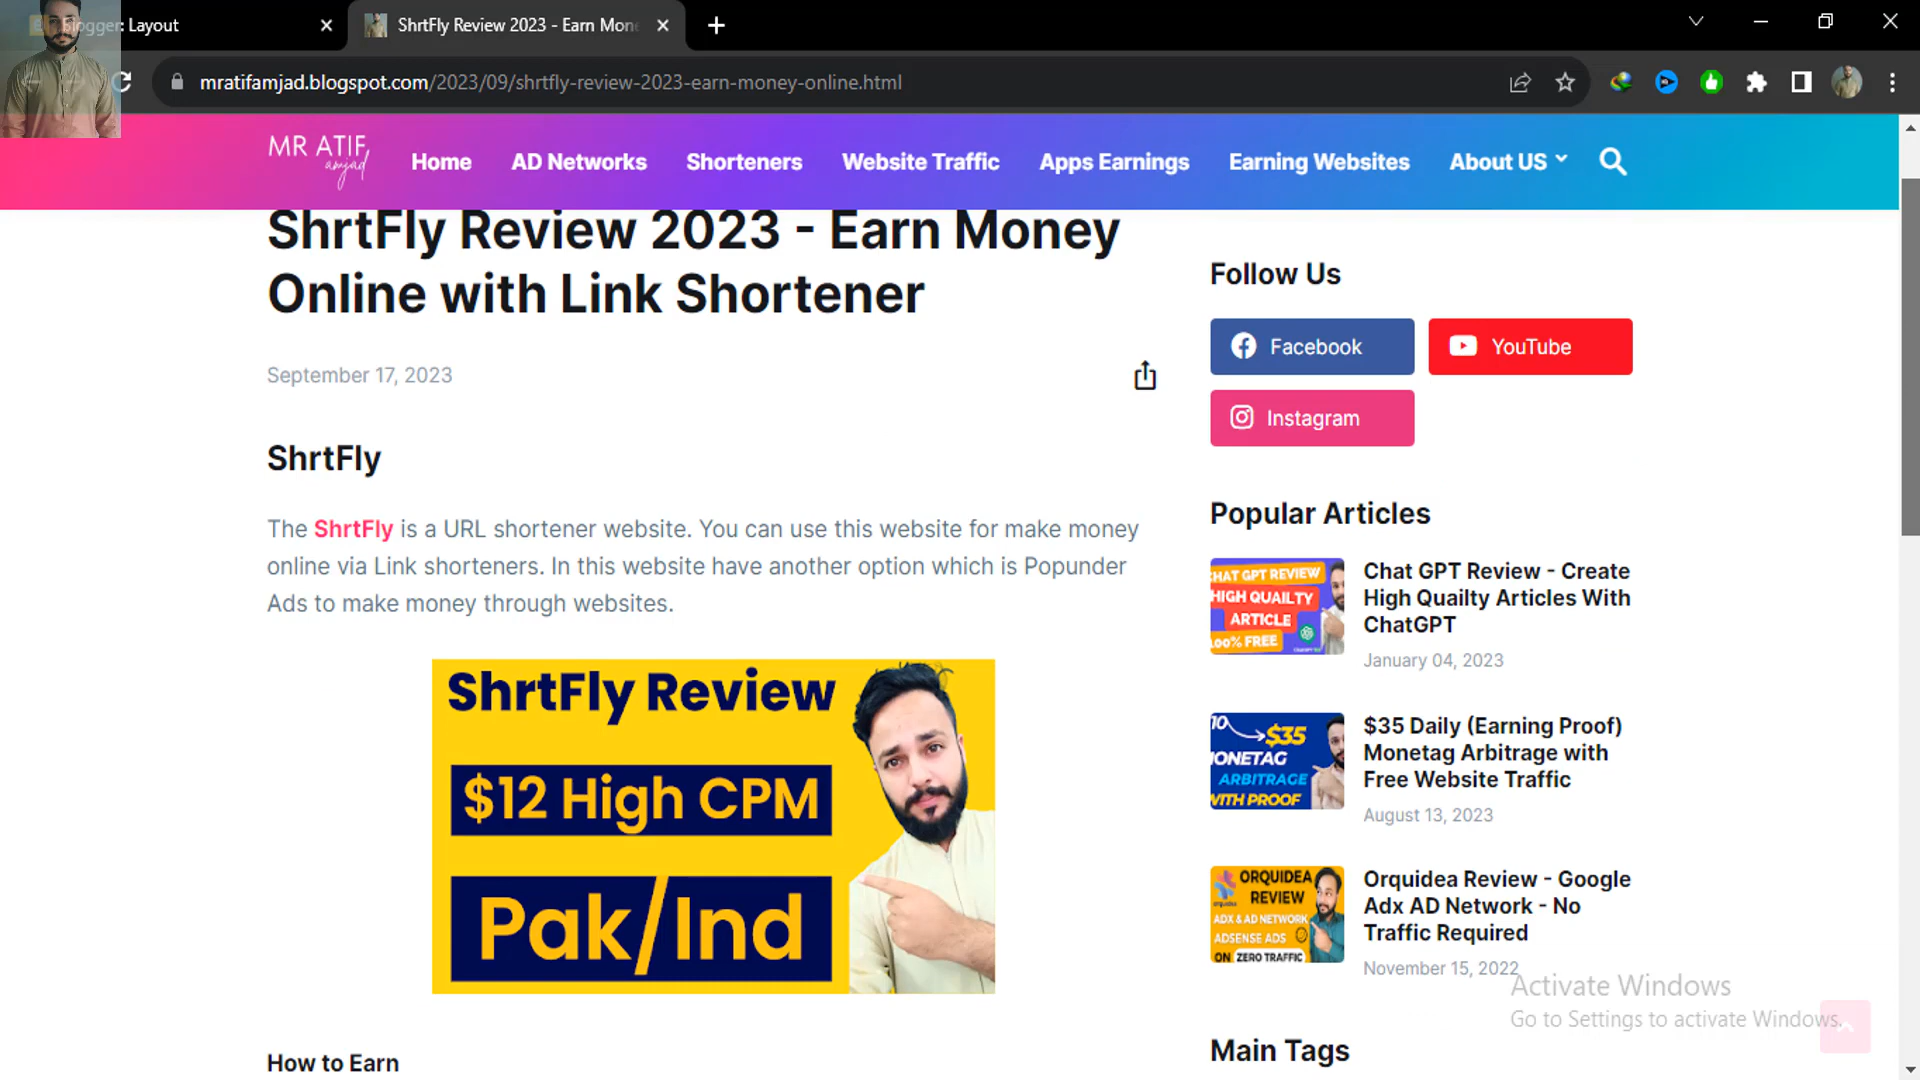 Blogger: Layout
ShrtFly Review 2023 - Earn Mon
mratifamjad.blogspot.com/2023/09/shrtfly-review-2023-earn-money-online.html
MR ATIF
amjad
Home
AD Networks
Shorteners
Website Traffic
Apps Earnings
Earning Websites
About US
ShrtFly Review 2023 - Earn Money
Online with Link Shortener
September 17, 2023
ShrtFly
The ShrtFly is a URL shortener website. You can use this website for make money
online via Link shorteners. In this website have another option which is Popunder
Ads to make money through websites.
ShrtFly Review
$12 High CPM
Pak/Ind
How to Earn
Follow Us
Facebook
YouTube
Instagram
Popular Articles
CHAT GPT REVIEW
HIGH QUAILTY
ARTICLE
100% FREE
Chat GPT Review - Create
High Quailty Articles With
ChatGPT
January 04, 2023
$35
MONETAG
ARBITRAGE
WITH PROOF
$35 Daily (Earning Proof)
Monetag Arbitrage with
Free Website Traffic
August 13, 2023
ORQUIDEA
REVIEW
ADX & AD NETWORK
ADSENSE ADS
ON ZERO TRAFFIC
Orquidea Review - Google
Adx AD Network - No
Traffic Required
November 15, 2022
Activate Windows
Go to Settings to activate Windows.
Main Tags